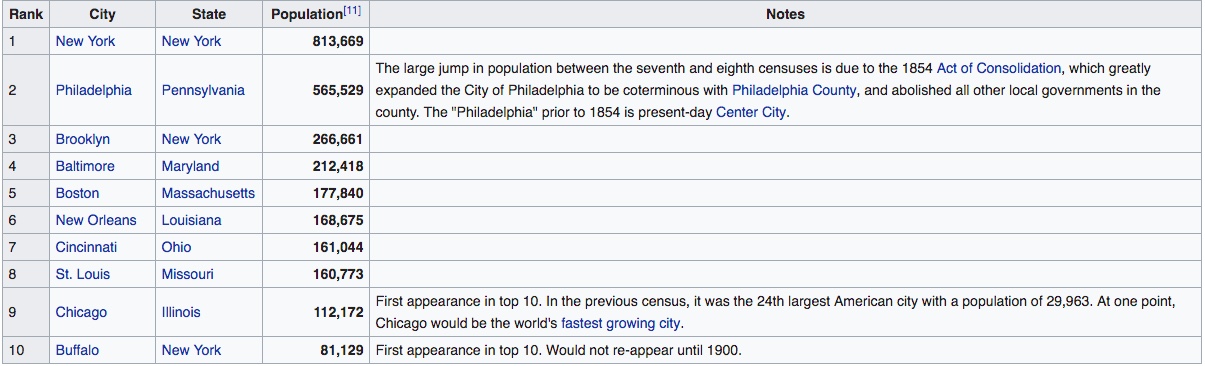 Rank City State Population[11] Notes
1 New York New York 813,669
The large jump in population between the seventh and eighth censuses is due to the 1854 Act of Consolidation, which greatly
2 Philadelphia Pennsylvania 565,529 expanded the City of Philadelphia to be coterminous with Philadelphia County, and abolished all other local governments in the
county. The "Philadelphia" prior to 1854 is present-day Center City.
3 Brooklyn New York 266,661
4 Baltimore Maryland 212,418
5 Boston Massachusetts 177,840
6 New Orleans Louisiana 168,675
7 Cincinnati Ohio 161,044
8 St. Louis Missouri 160,773
9 Chicago Illinois 112,172 First appearance in top 10. In the previous census, it was the 24th largest American city with a population of 29,963. At one point,
Chicago would be the world's fastest growing city.
10 Buffalo New York 81,129 First appearance in top 10. Would not re-appear until 1900.